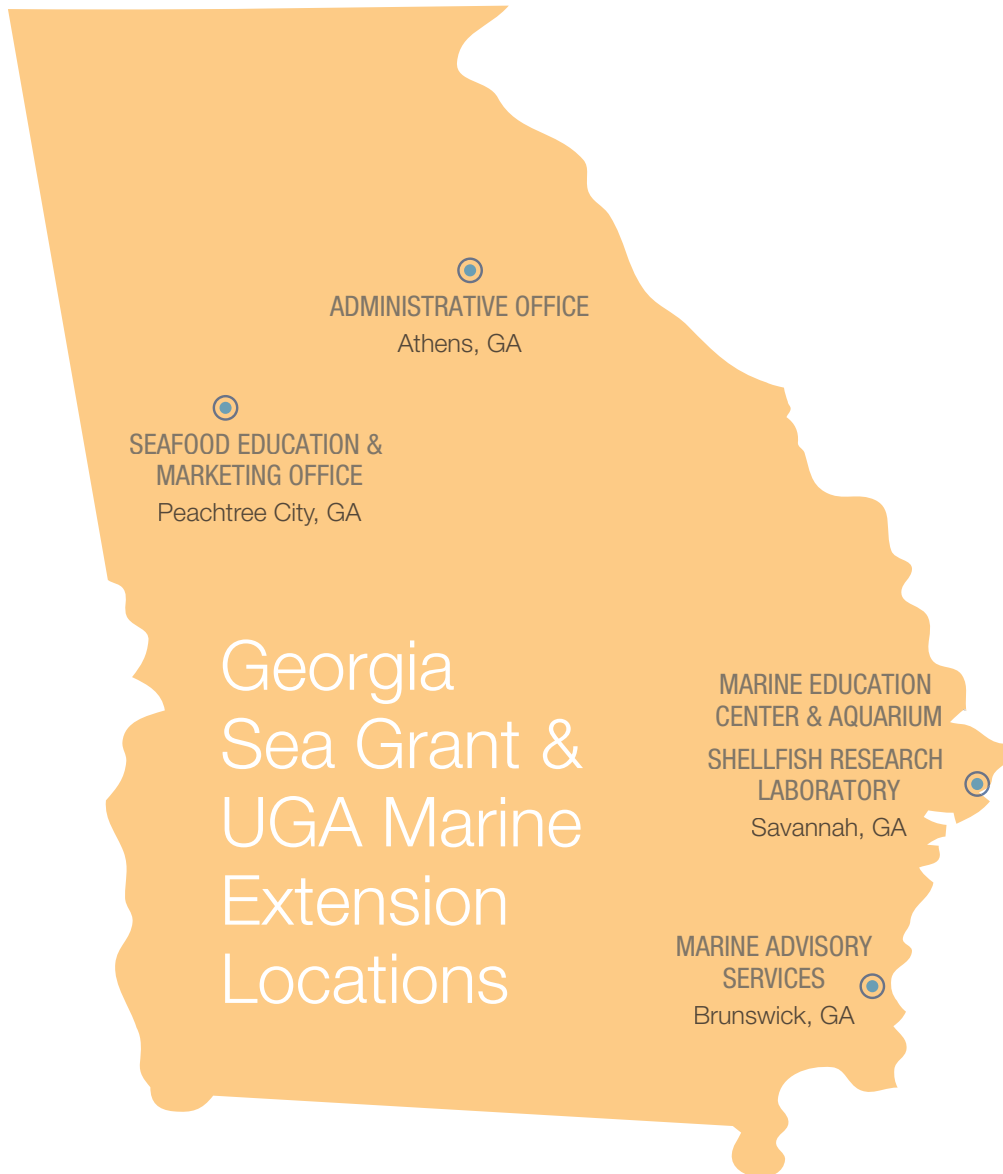 ADMINISTRATIVE OFFICE
Athens, GA
SEAFOOD EDUCATION &
MARKETING OFFICE
Peachtree City, GA
Georgia
Sea Grant &
UGA Marine
Extension
Locations
MARINE EDUCATION
CENTER & AQUARIUM
SHELLFISH RESEARCH
LABORATORY
Savannah, GA
MARINE ADVISORY
SERVICES
Brunswick, GA